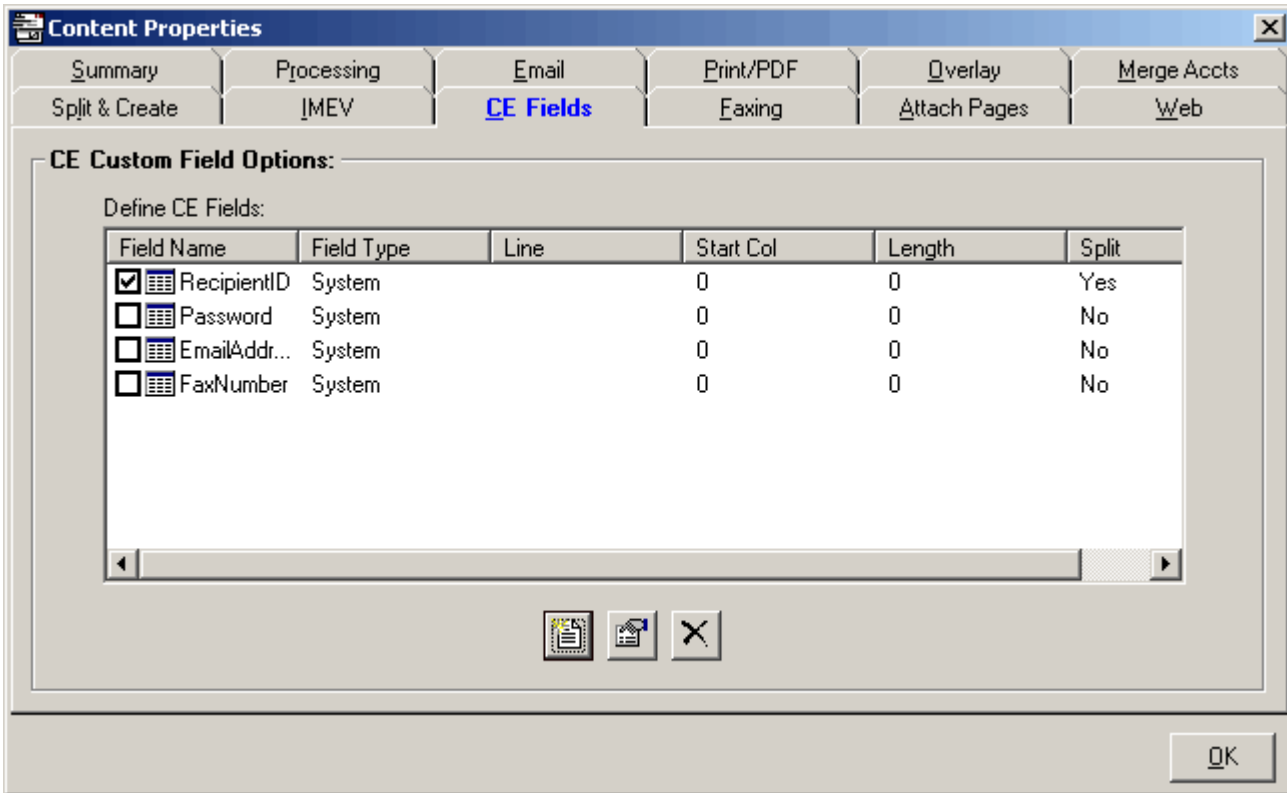 Content Properties
Summary Processing Email Print/PDF Overlay Merge Accts
Split & Create IMEV CE Fields Faxing Attach Pages Web
CE Custom Field Options:
Define CE Fields:
Field Name Field Type Line Start Col Length Split
RecipientID System 0 0 Yes
Password System 0 0 No
EmailAddr... System 0 0 No
FaxNumber System 0 0 No
OK